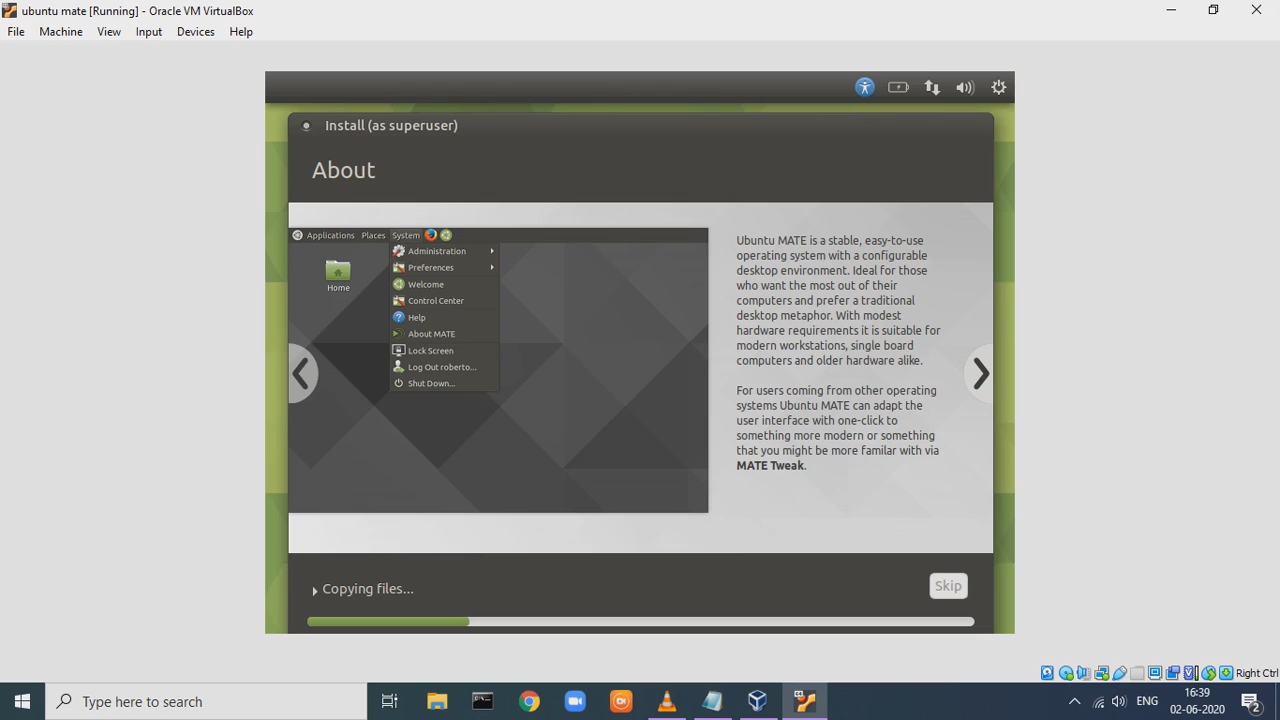 ubuntu mate [Running] - Oracle VM VirtualBox
File Machine View Input Devices Help
Install (as superuser)
About
Applications Places System
Administration
Preferences
Welcome
Control Center
Help
About MATE
Lock Screen
Log Out roberto...
Shut Down...
Home
Ubuntu MATE is a stable, easy-to-use
operating system with a configurable
desktop environment. Ideal for those
who want the most out of their
computers and prefer a traditional
desktop metaphor. With modest
hardware requirements it is suitable for
modern workstations, single board
computers and older hardware alike.
For users coming from other operating
systems Ubuntu MATE can adapt the
user interface with one-click to
something more modern or something
that you might be more familar with via
MATE Tweak.
Copying files...
Skip
Right Ctrl
Type here to search
ENG
16:39
02-06-2020
2